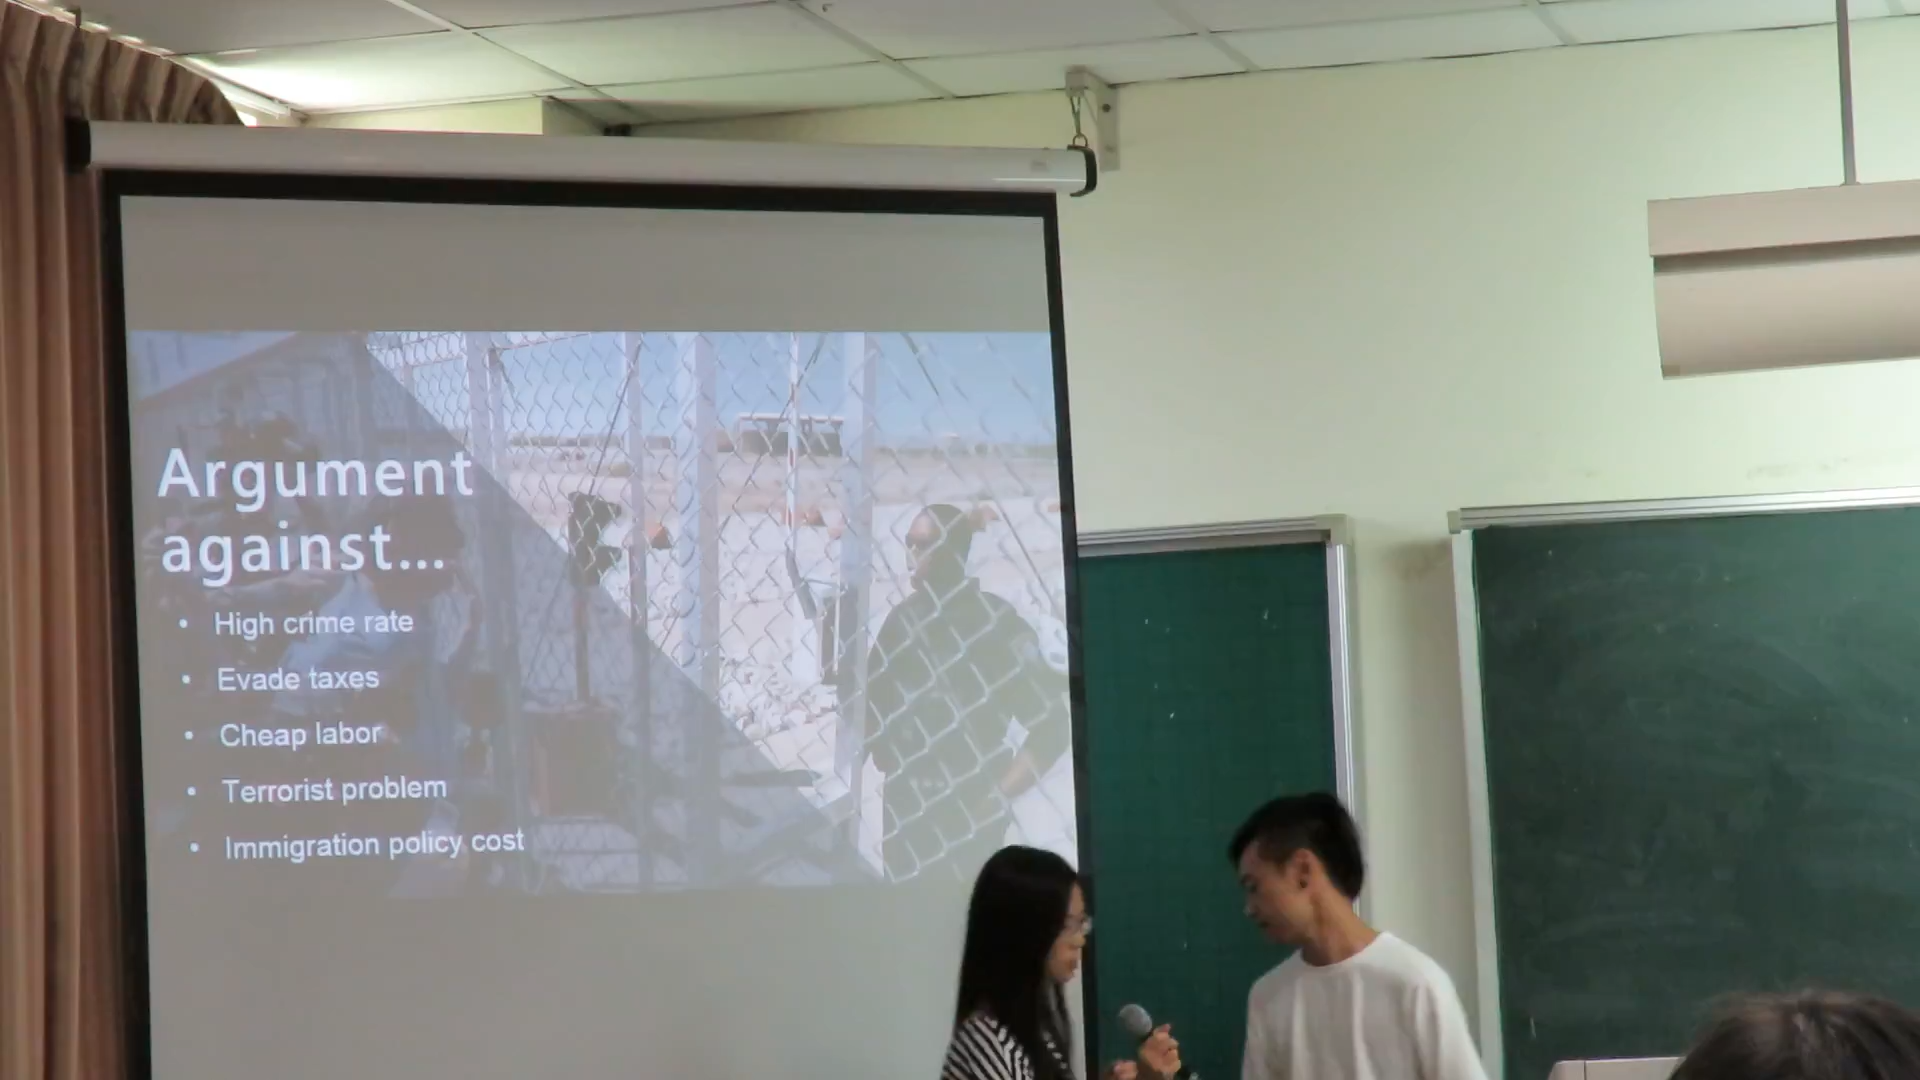 Argument
against...
• High crime rate
• Evade taxes
• Cheap labor
• Terrorist problem
• Immigration policy cost